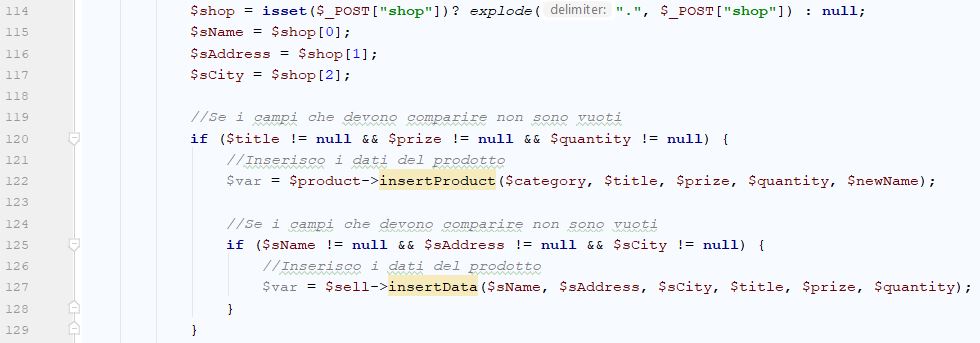 114 $shop = isset($_POST["shop"])? explode( delimiter: ".", $_POST["shop"]) : null;
115 $sName = $shop[0];
116 $sAddress = $shop[1];
117 $sCity = $shop[2];
118
119 //Se i campi che devono comparire non sono vuoti
120 if ($title != null && $prize != null && $quantity != null) {
121 //Inserisco i dati del prodotto
122 $var = $product->insertProduct($category, $title, $prize, $quantity, $newName);
123
124 //Se i campi che devono comparire non sono vuoti
125 if ($sName != null && $sAddress != null && $sCity != null) {
126 //Inserisco i dati del prodotto
127 $var = $sell->insertData($sName, $sAddress, $sCity, $title, $prize, $quantity);
128 }
129 }